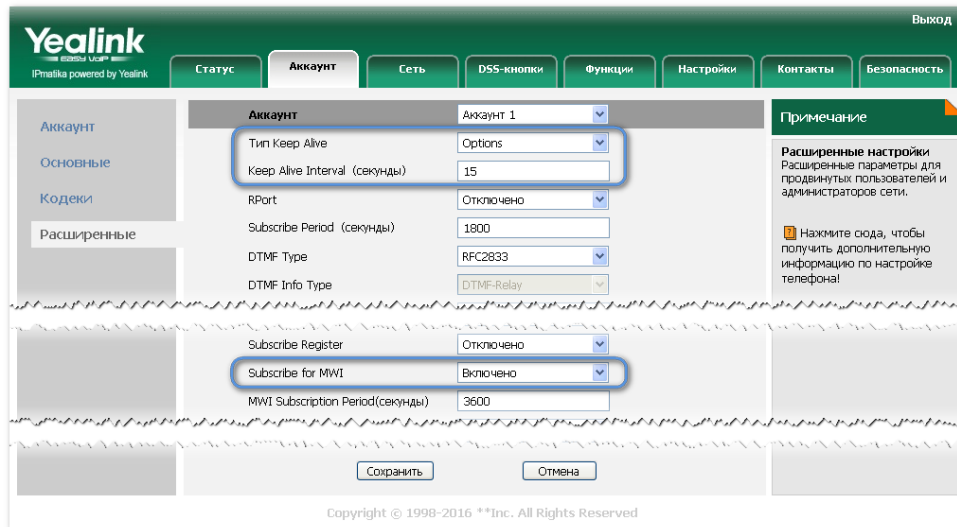 Выход
Yealink
EASY VoIP
IPmatika powered by Yealink
Статус
Аккаунт
Сеть
DSS-кнопки
Функции
Настройки
Контакты
Безопасность
Аккаунт
Основные
Кодеки
Расширенные
Аккаунт Аккаунт 1
Тип Keep Alive Options
Keep Alive Interval (секунды) 15
RPort Отключено
Subscribe Period (секунды) 1800
DTMF Type RFC2833
DTMF Info Type DTMF-Relay
Subscribe Register Отключено
Subscribe for MWI Включено
MWI Subscription Period(секунды) 3600
Сохранить Отмена
Примечание
Расширенные настройки
Расширенные параметры для
продвинутых пользователей и
администраторов сети.
Нажмите сюда, чтобы
получить дополнительную
информацию по настройке
телефона!
Copyright © 1998-2016 **Inc. All Rights Reserved